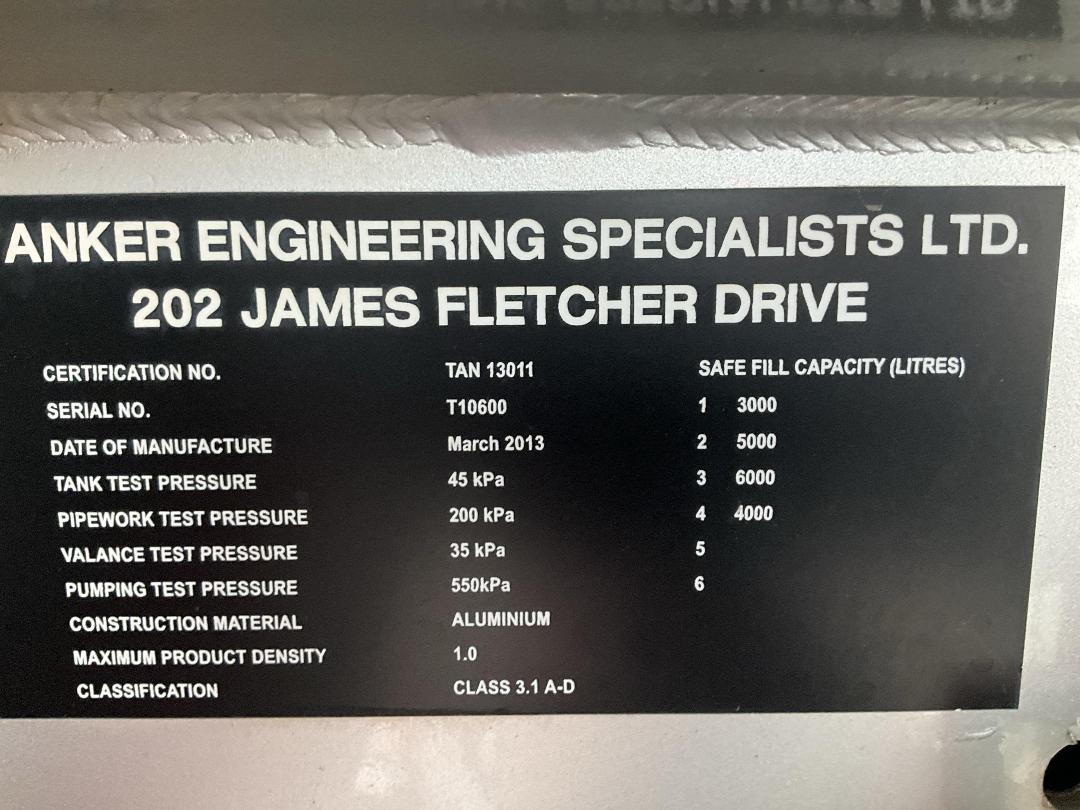 ANKER ENGINEERING SPECIALISTS LTD.
202 JAMES FLETCHER DRIVE
CERTIFICATION NO. TAN 13011 SAFE FILL CAPACITY (LITRES)
SERIAL NO. T10600 1 3000
DATE OF MANUFACTURE March 2013 2 5000
TANK TEST PRESSURE 45 kPa 3 6000
PIPEWORK TEST PRESSURE 200 kPa 4 4000
VALANCE TEST PRESSURE 35 kPa 5
PUMPING TEST PRESSURE 550kPa 6
CONSTRUCTION MATERIAL ALUMINIUM
MAXIMUM PRODUCT DENSITY 1.0
CLASSIFICATION CLASS 3.1 A-D